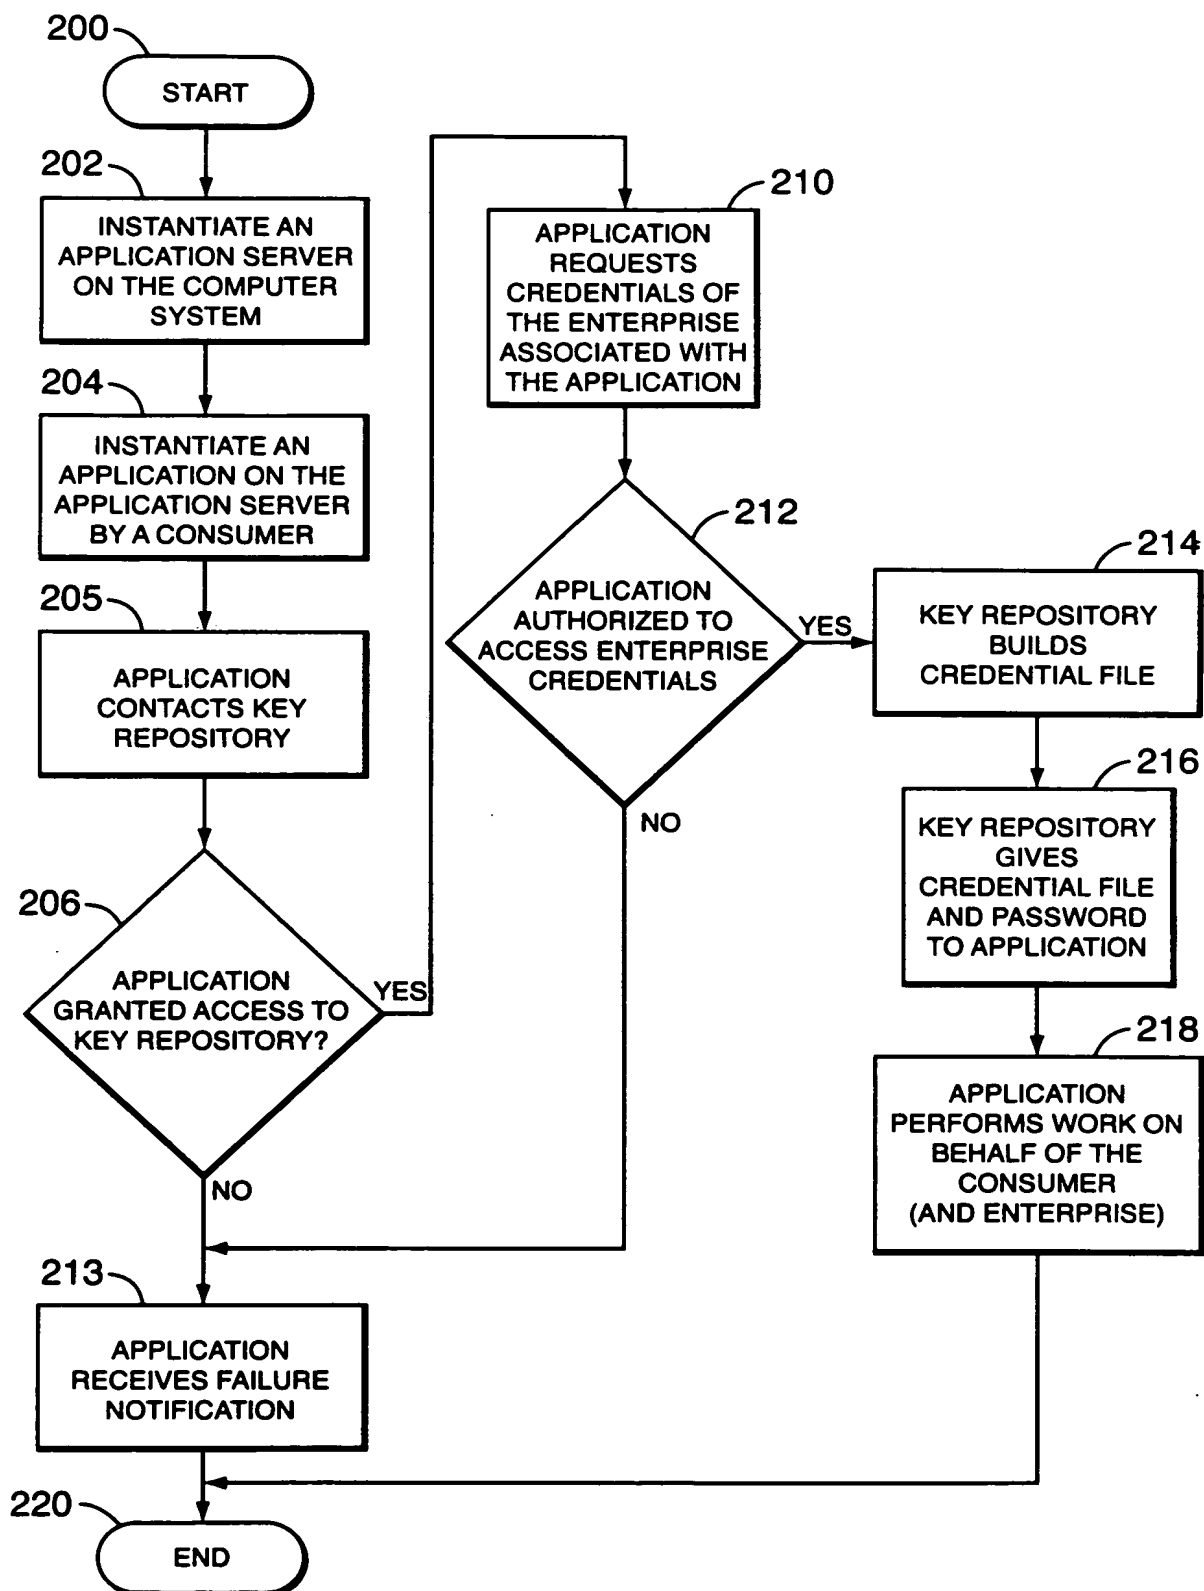 200
START
202
INSTANTIATE AN
APPLICATION SERVER
ON THE COMPUTER
SYSTEM
204
INSTANTIATE AN
APPLICATION ON THE
APPLICATION SERVER
BY A CONSUMER
205
APPLICATION
CONTACTS KEY
REPOSITORY
206
APPLICATION
GRANTED ACCESS TO
KEY REPOSITORY?
YES
NO
210
APPLICATION
REQUESTS
CREDENTIALS OF
THE ENTERPRISE
ASSOCIATED WITH
THE APPLICATION
212
APPLICATION
AUTHORIZED TO
ACCESS ENTERPRISE
CREDENTIALS
YES
NO
214
KEY REPOSITORY
BUILDS
CREDENTIAL FILE
216
KEY REPOSITORY
GIVES
CREDENTIAL FILE
AND PASSWORD
TO APPLICATION
218
APPLICATION
PERFORMS WORK ON
BEHALF OF THE
CONSUMER
(AND ENTERPRISE)
213
APPLICATION
RECEIVES FAILURE
NOTIFICATION
220
END